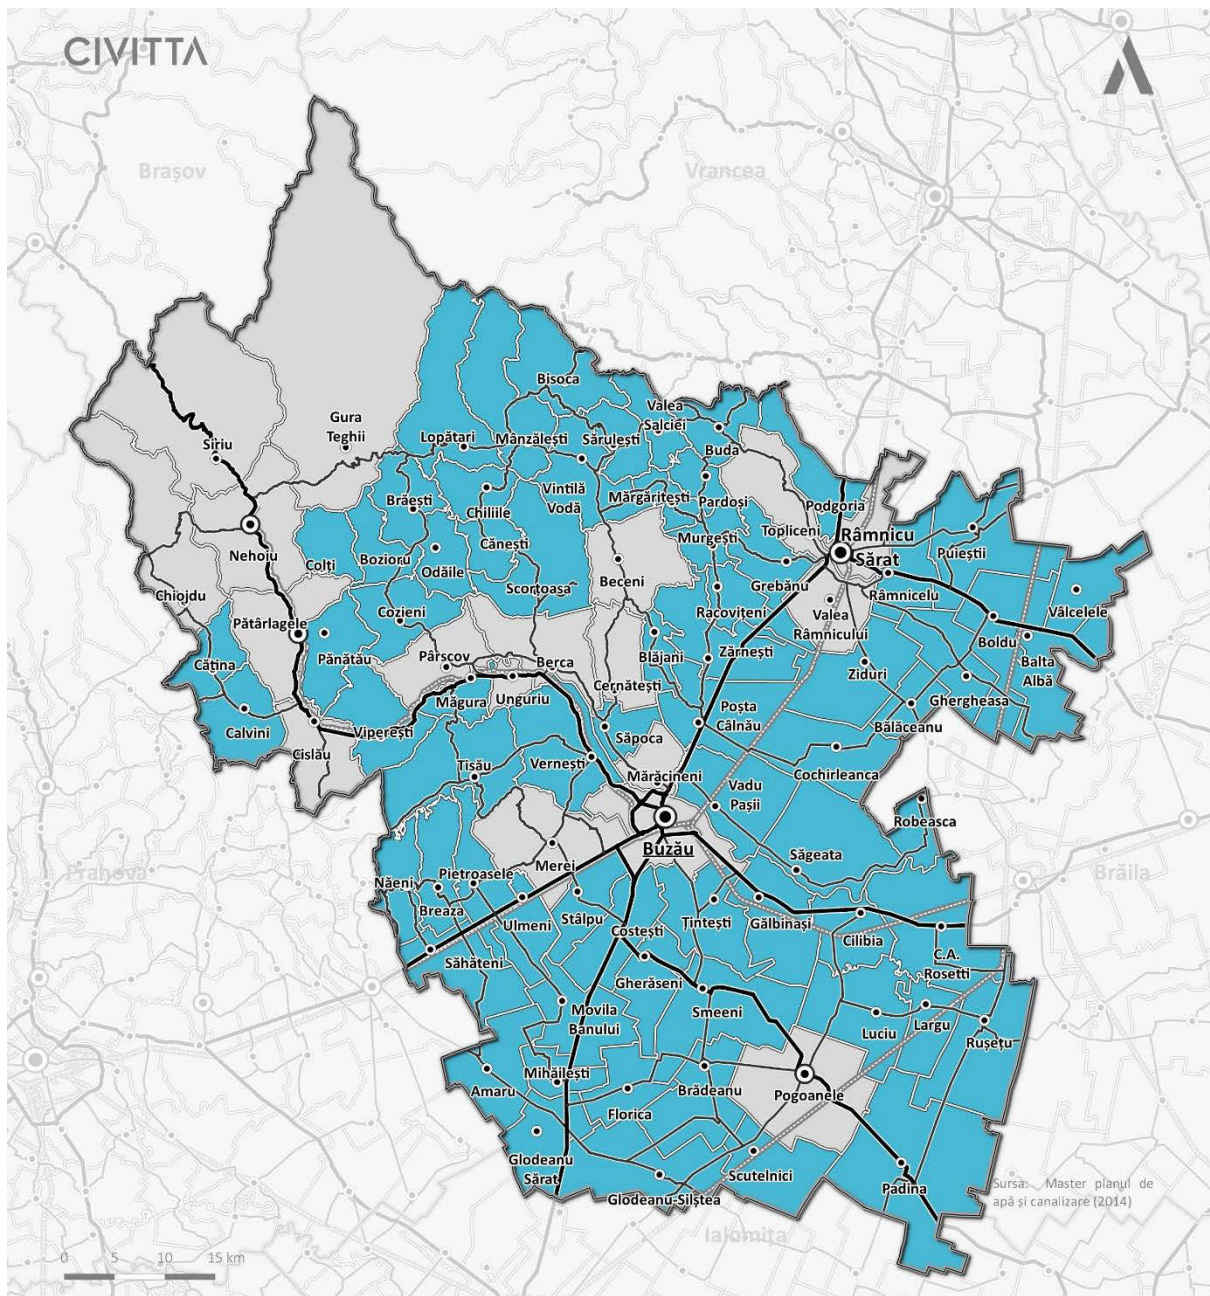 CIVITTA
Brașov
Vrancea
Bisoca
Valea
Salciei
Gura
Teghii
Siriu
Lopătari
Mânzălești
Sărulești
Buda
Brăești
Vintilă
Vodă
Mărgăritești
Pardoși
Podgoria
Chiliile
Topliceni
Râmnicu
Sărat
Nehoiu
Colți
Bozioru
Odăile
Cănești
Murgești
Puieștii
Chiojdu
Scorțoasa
Beceni
Grebănu
Râmnicelu
Vâlcelele
Pătârlagele
Cozieni
Racovițeni
Valea
Râmnicului
Boldu
Cătina
Pănătău
Pârscov
Berca
Blăjani
Zărnești
Balta
Albă
Ziduri
Măgura
Unguriu
Cernătești
Ghergheasa
Calvini
Viperești
Săpoca
Poșta
Câlnău
Bălăceanu
Cislău
Tisău
Vernești
Mărăcineni
Cochirleanca
Vadu
Pașii
Robeasca
Buzău
Săgeata
Prahova
Merei
Brăila
Năeni
Pietroasele
Breaza
Ulmeni
Stâlpu
Costești
Țintești
Gălbinași
Cilibia
C.A.
Rosetti
Săhăteni
Gherăseni
Movila
Banului
Smeeni
Luciu
Largu
Rușețu
Amaru
Mihăilești
Florica
Brădeanu
Pogoanele
Glodeanu
Sărat
Scutelnici
Padina
Glodeanu-Siliștea
Sursa: Master planul de
apă și canalizare (2014)
Ialomița
0 5 10 15 km